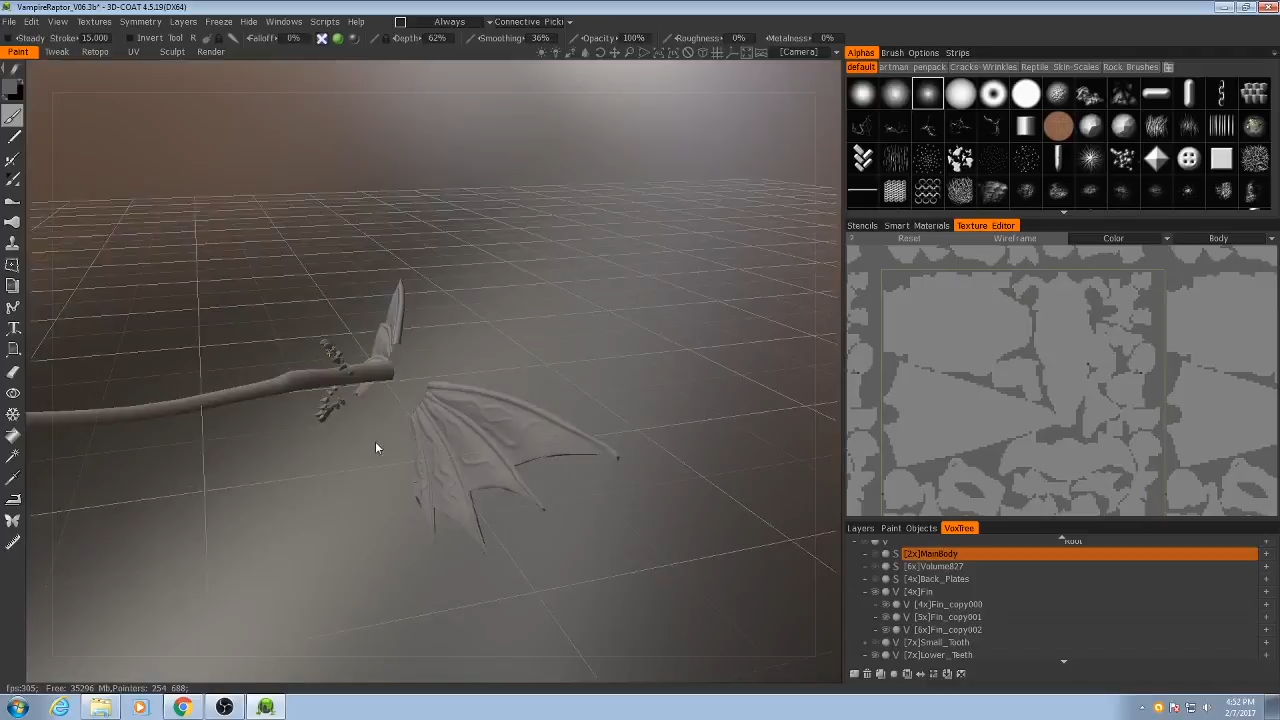 VampireRaptor_V06.3b* - 3D-COAT 4.5.19(DX64)
File Edit View Textures Symmetry Layers Freeze Hide Windows Scripts Help Always Connective Picki
Steady Stroke 15.000 Invert Tool R Falloff 0% Depth 62% Smoothing 36% Opacity 100% Roughness 0% Metalness 0%
Paint Tweak Retopo UV Sculpt Render [Camera]
Alphas Brush Options Strips
default artman penpack Cracks-Wrinkles Reptile Skin-Scales Rock Brushes
Stencils Smart Materials Texture Editor
? Reset Wireframe Color Body
Layers Paint Objects VoxTree
V Root
S [2x]MainBody
S [6x]Volume827
S [4x]Back_Plates
V [4x]Fin
V [4x]Fin_copy000
V [5x]Fin_copy001
V [6x]Fin_copy002
V [7x]Small_Tooth
V [7x]Lower_Teeth
fps:305; Free: 35296 Mb,Pointers: 254 688;
4:52 PM
2/7/2017